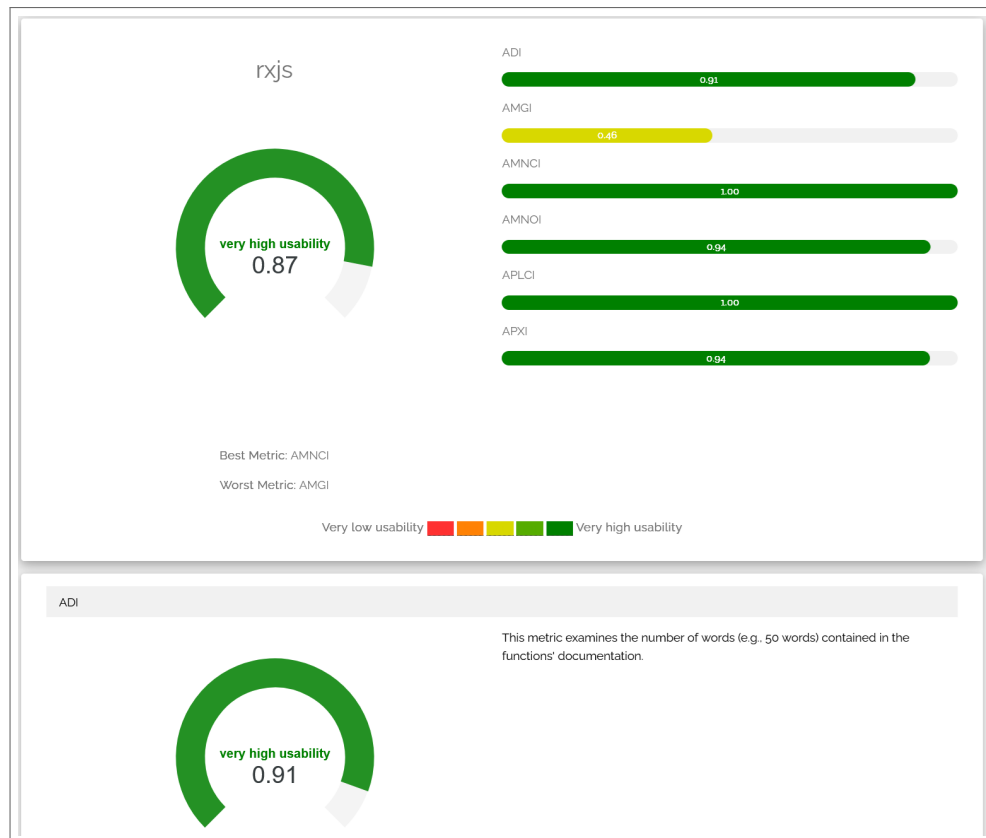 rxjs
very high usability
0.87
Best Metric: AMNCI
Worst Metric: AMGI
ADI
0.91
AMGI
0.46
AMNCI
1.00
AMNOI
0.94
APLCI
1.00
APXI
0.94
Very low usability Very high usability
ADI
very high usability
0.91
This metric examines the number of words (e.g., 50 words) contained in the
functions' documentation.